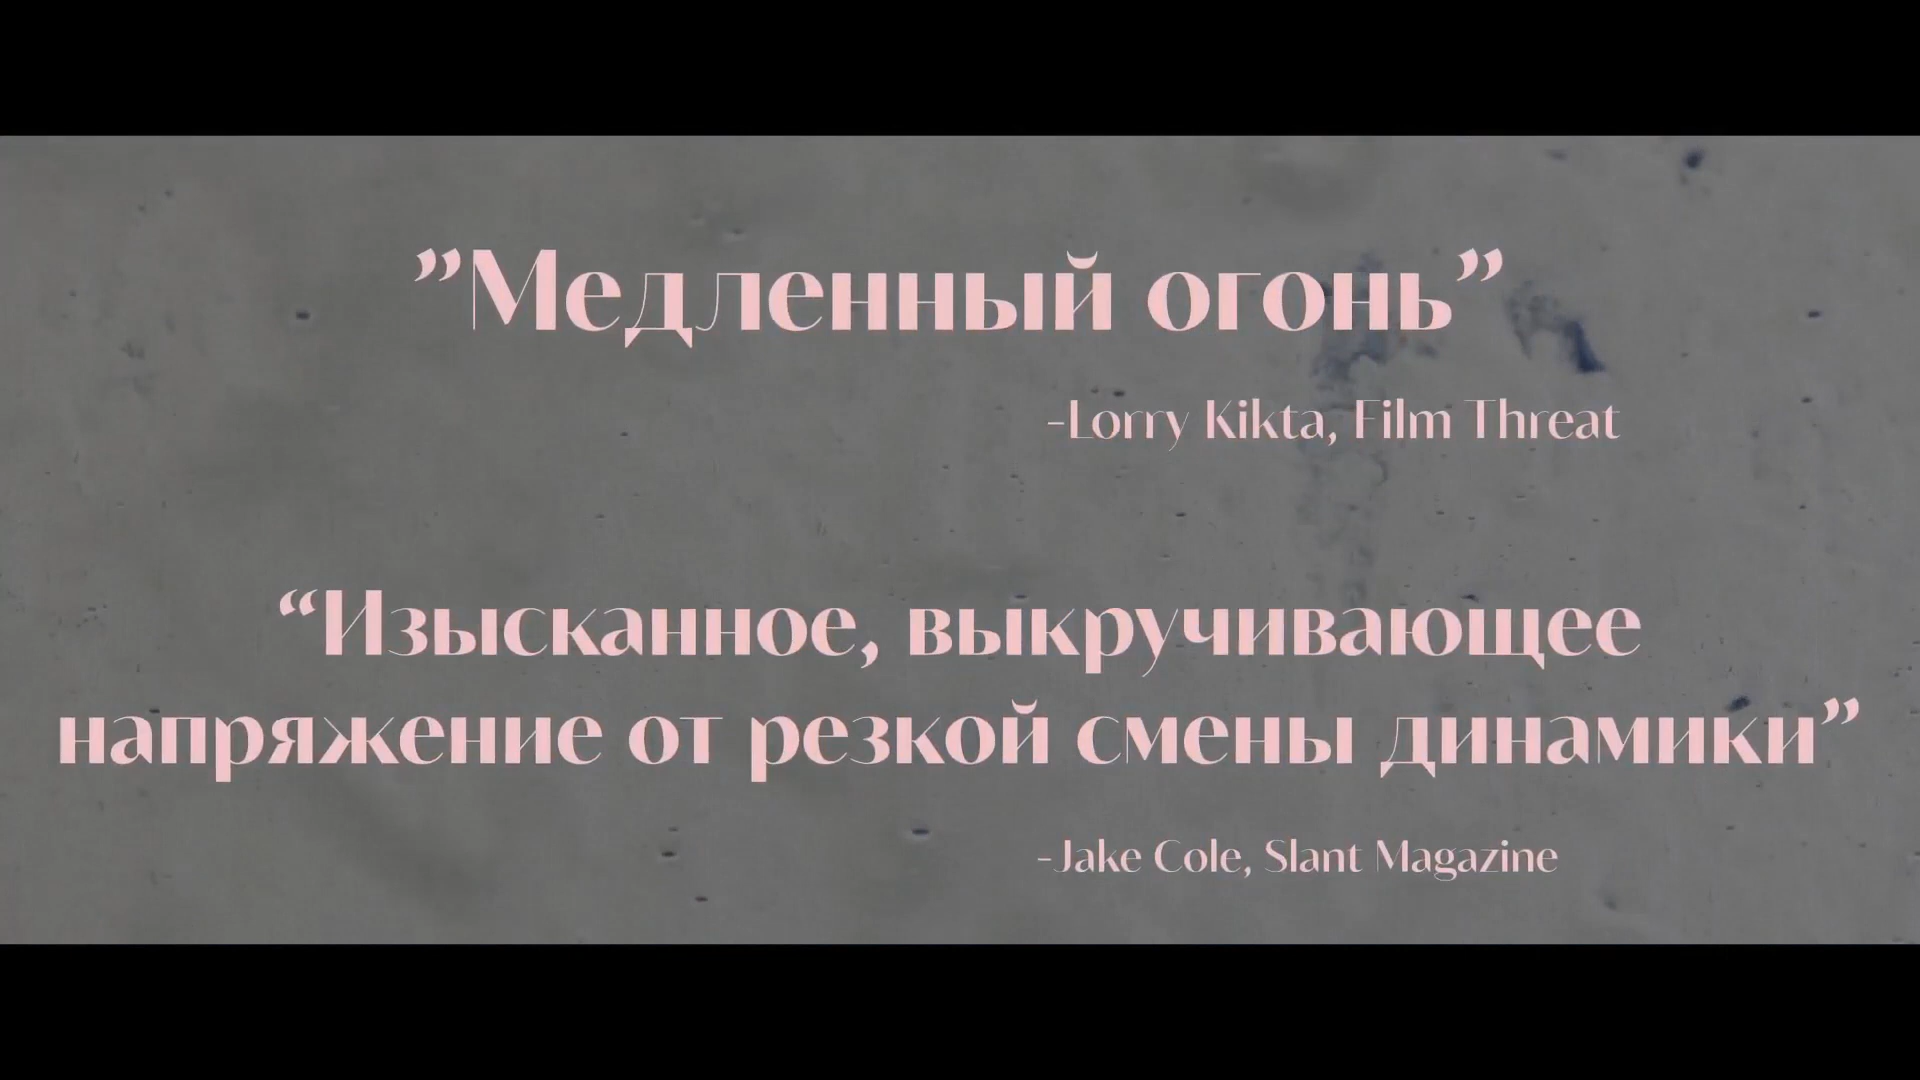 ”Медленный огонь”
-Lorry Kikta, Film Threat
“Изысканное, выкручивающее
напряжение от резкой смены динамики”
-Jake Cole, Slant Magazine